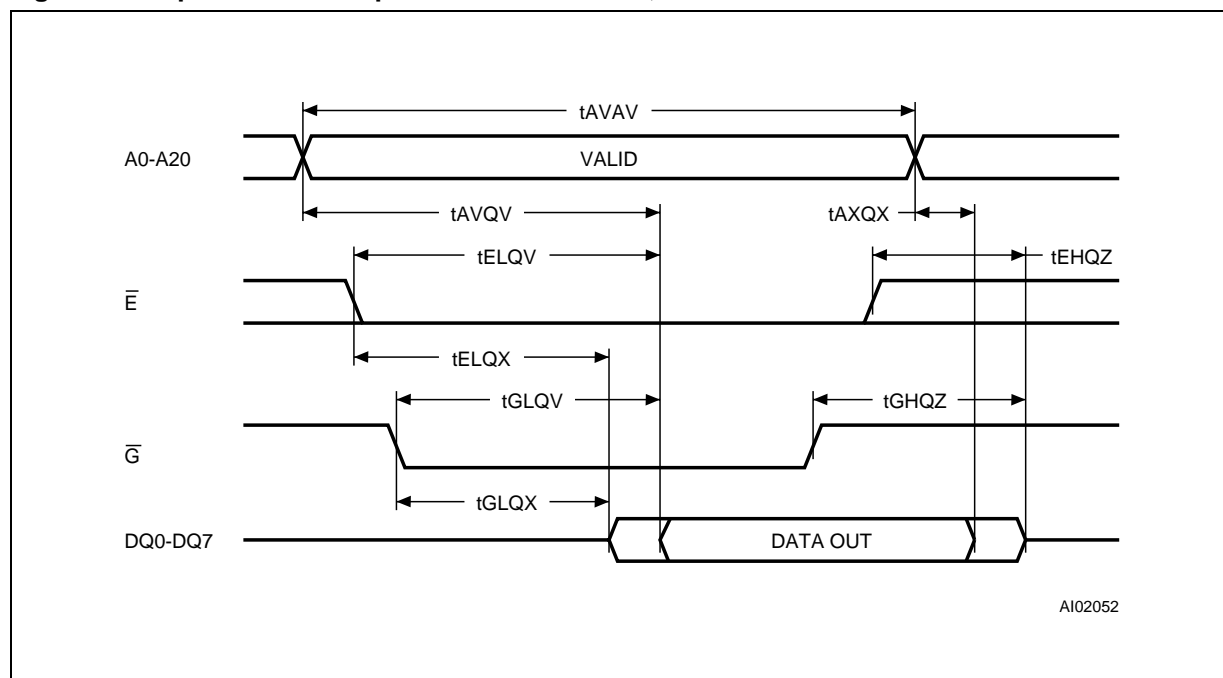 tAVAV
A0-A20
VALID
tAVQV
tAXQX
tELQV
tEHQZ
E̅
tELQX
tGLQV
tGHQZ
G̅
tGLQX
DQ0-DQ7
DATA OUT
AI02052